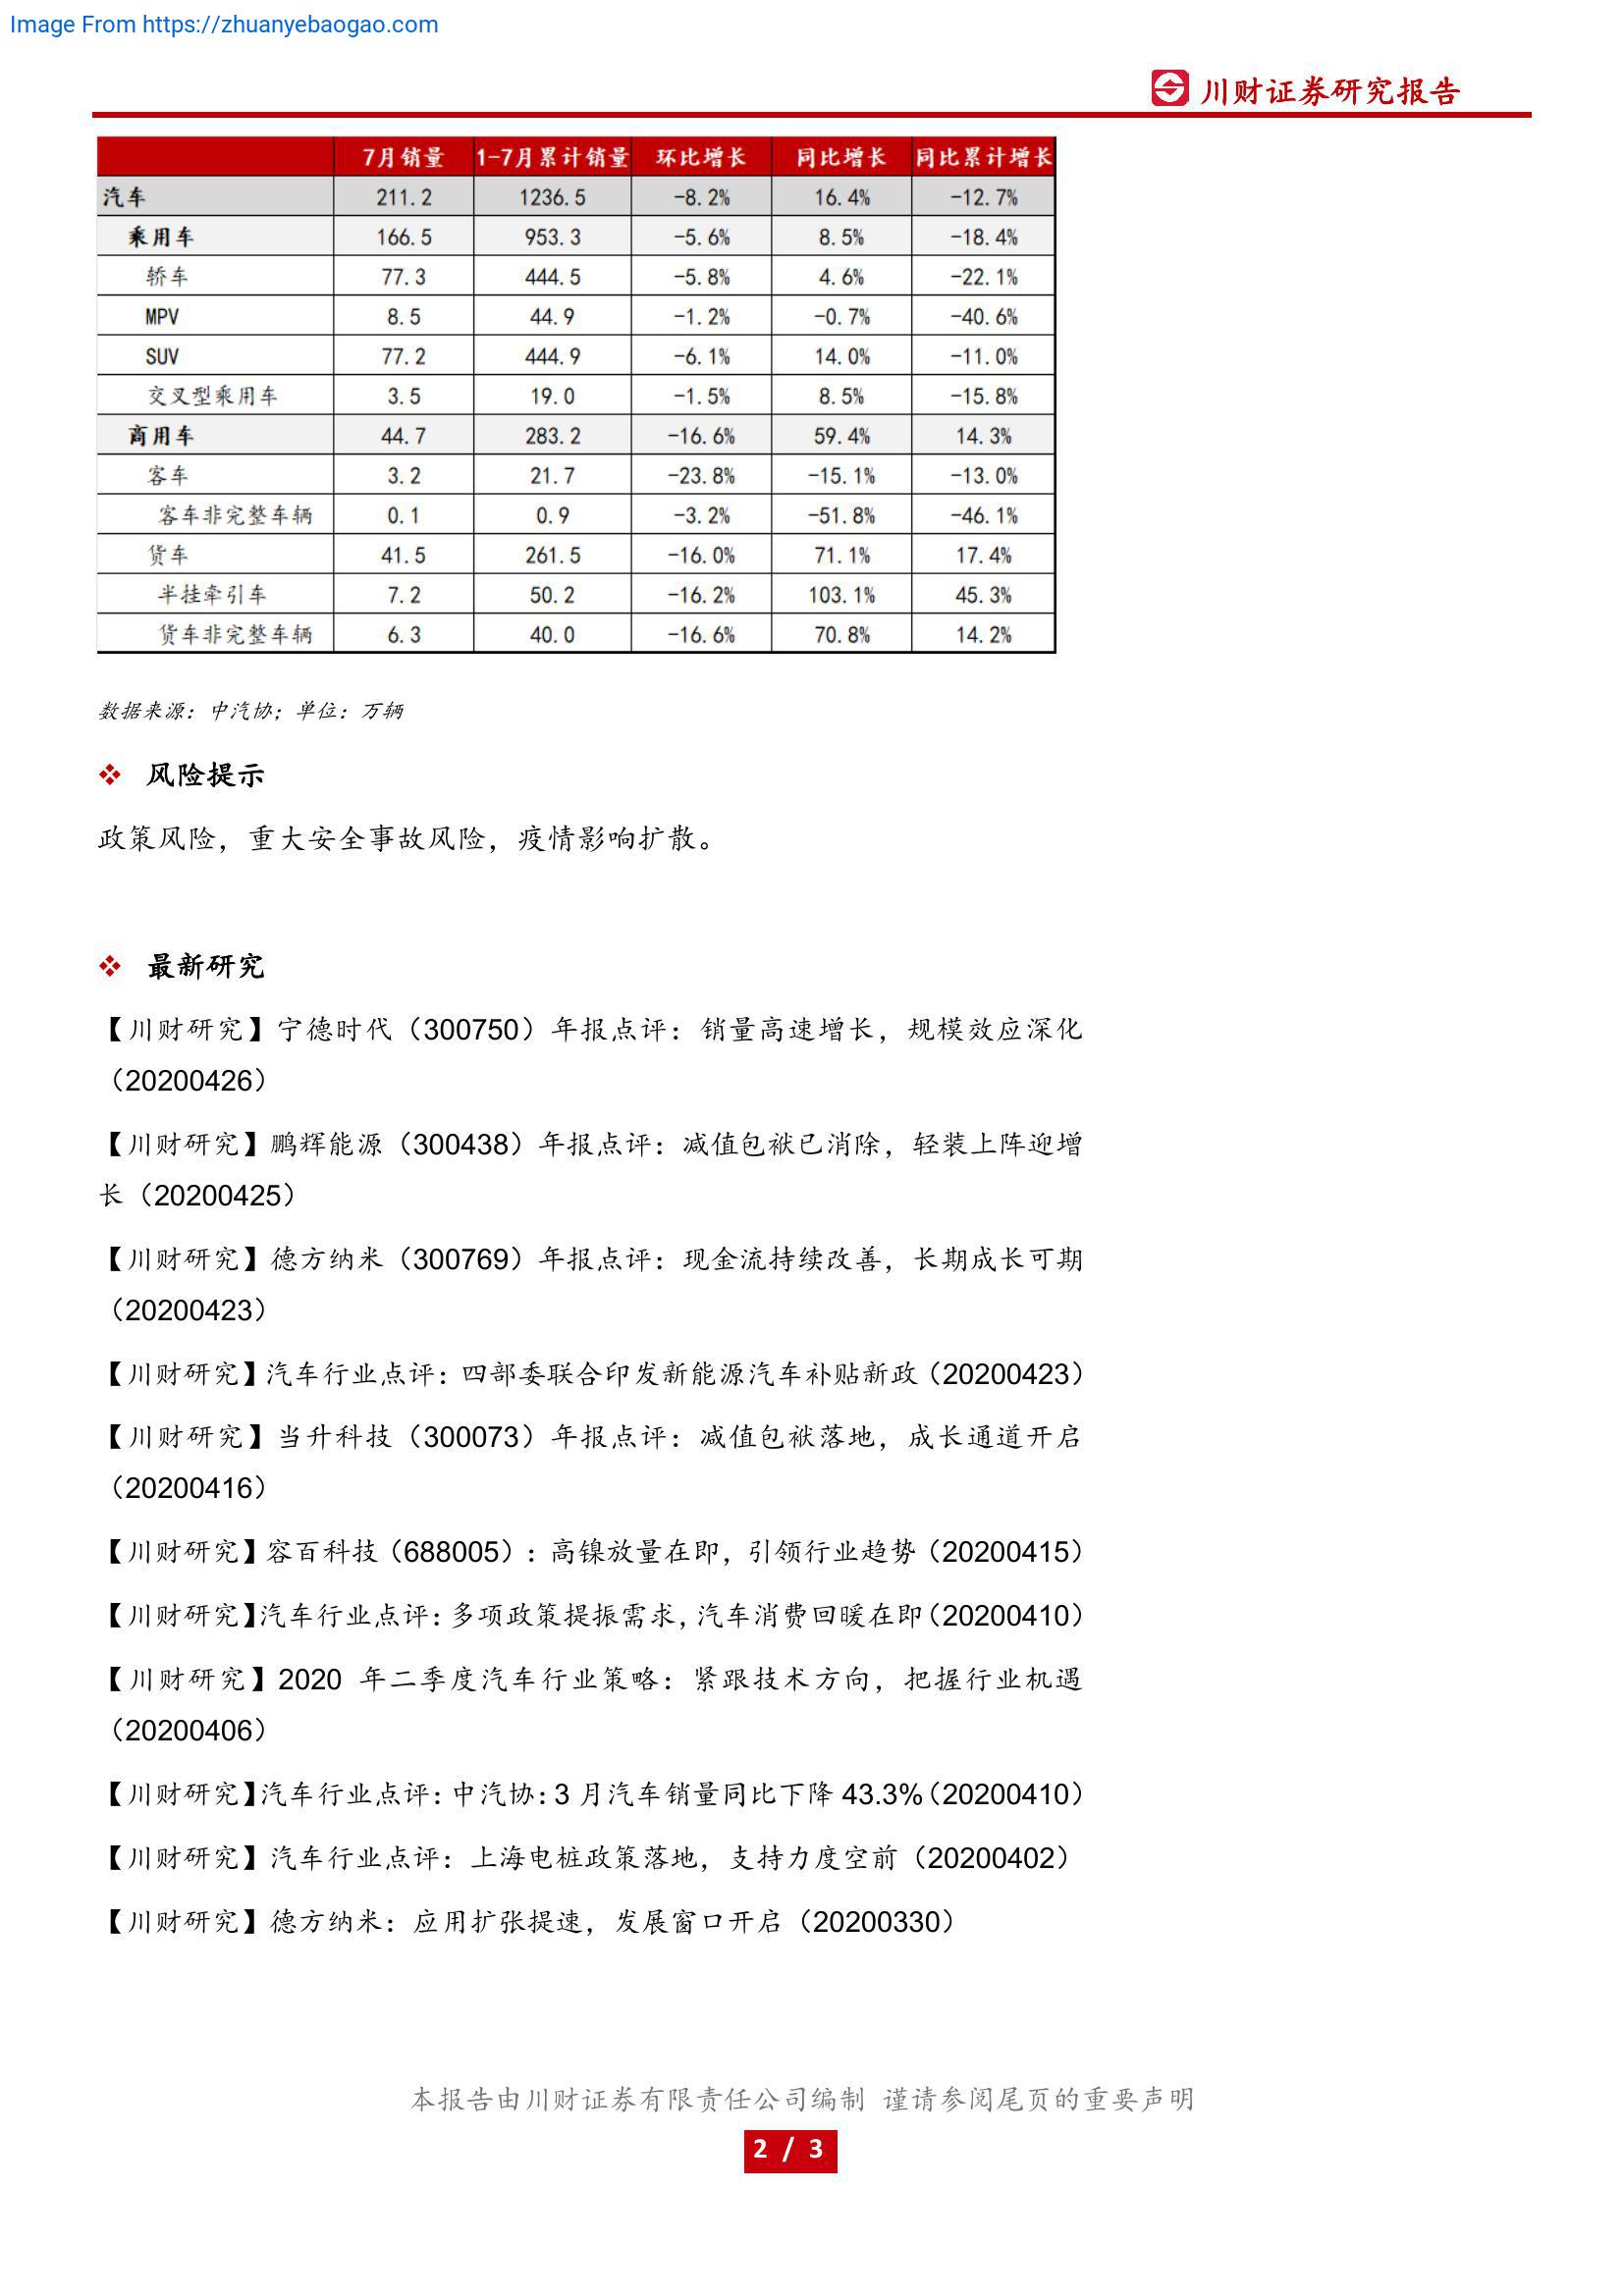 Image From https://zhuanyebaogao.com
川财证券研究报告
7月销量 1-7月累计销量 环比增长 同比增长 同比累计增长
汽车 211.2 1236.5 -8.2% 16.4% -12.7%
乘用车 166.5 953.3 -5.6% 8.5% -18.4%
轿车 77.3 444.5 -5.8% 4.6% -22.1%
MPV 8.5 44.9 -1.2% -0.7% -40.6%
SUV 77.2 444.9 -6.1% 14.0% -11.0%
交叉型乘用车 3.5 19.0 -1.5% 8.5% -15.8%
商用车 44.7 283.2 -16.6% 59.4% 14.3%
客车 3.2 21.7 -23.8% -15.1% -13.0%
客车非完整车辆 0.1 0.9 -3.2% -51.8% -46.1%
货车 41.5 261.5 -16.0% 71.1% 17.4%
半挂牵引车 7.2 50.2 -16.2% 103.1% 45.3%
货车非完整车辆 6.3 40.0 -16.6% 70.8% 14.2%
数据来源：中汽协；单位：万辆
❖ 风险提示
政策风险，重大安全事故风险，疫情影响扩散。
❖ 最新研究
【川财研究】宁德时代（300750）年报点评：销量高速增长，规模效应深化
（20200426）
【川财研究】鹏辉能源（300438）年报点评：减值包袱已消除，轻装上阵迎增
长（20200425）
【川财研究】德方纳米（300769）年报点评：现金流持续改善，长期成长可期
（20200423）
【川财研究】汽车行业点评：四部委联合印发新能源汽车补贴新政（20200423）
【川财研究】当升科技（300073）年报点评：减值包袱落地，成长通道开启
（20200416）
【川财研究】容百科技（688005）：高镍放量在即，引领行业趋势（20200415）
【川财研究】汽车行业点评：多项政策提振需求，汽车消费回暖在即（20200410）
【川财研究】2020 年二季度汽车行业策略：紧跟技术方向，把握行业机遇
（20200406）
【川财研究】汽车行业点评：中汽协：3 月汽车销量同比下降 43.3%（20200410）
【川财研究】汽车行业点评：上海电桩政策落地，支持力度空前（20200402）
【川财研究】德方纳米：应用扩张提速，发展窗口开启（20200330）
本报告由川财证券有限责任公司编制 谨请参阅尾页的重要声明
2 / 3